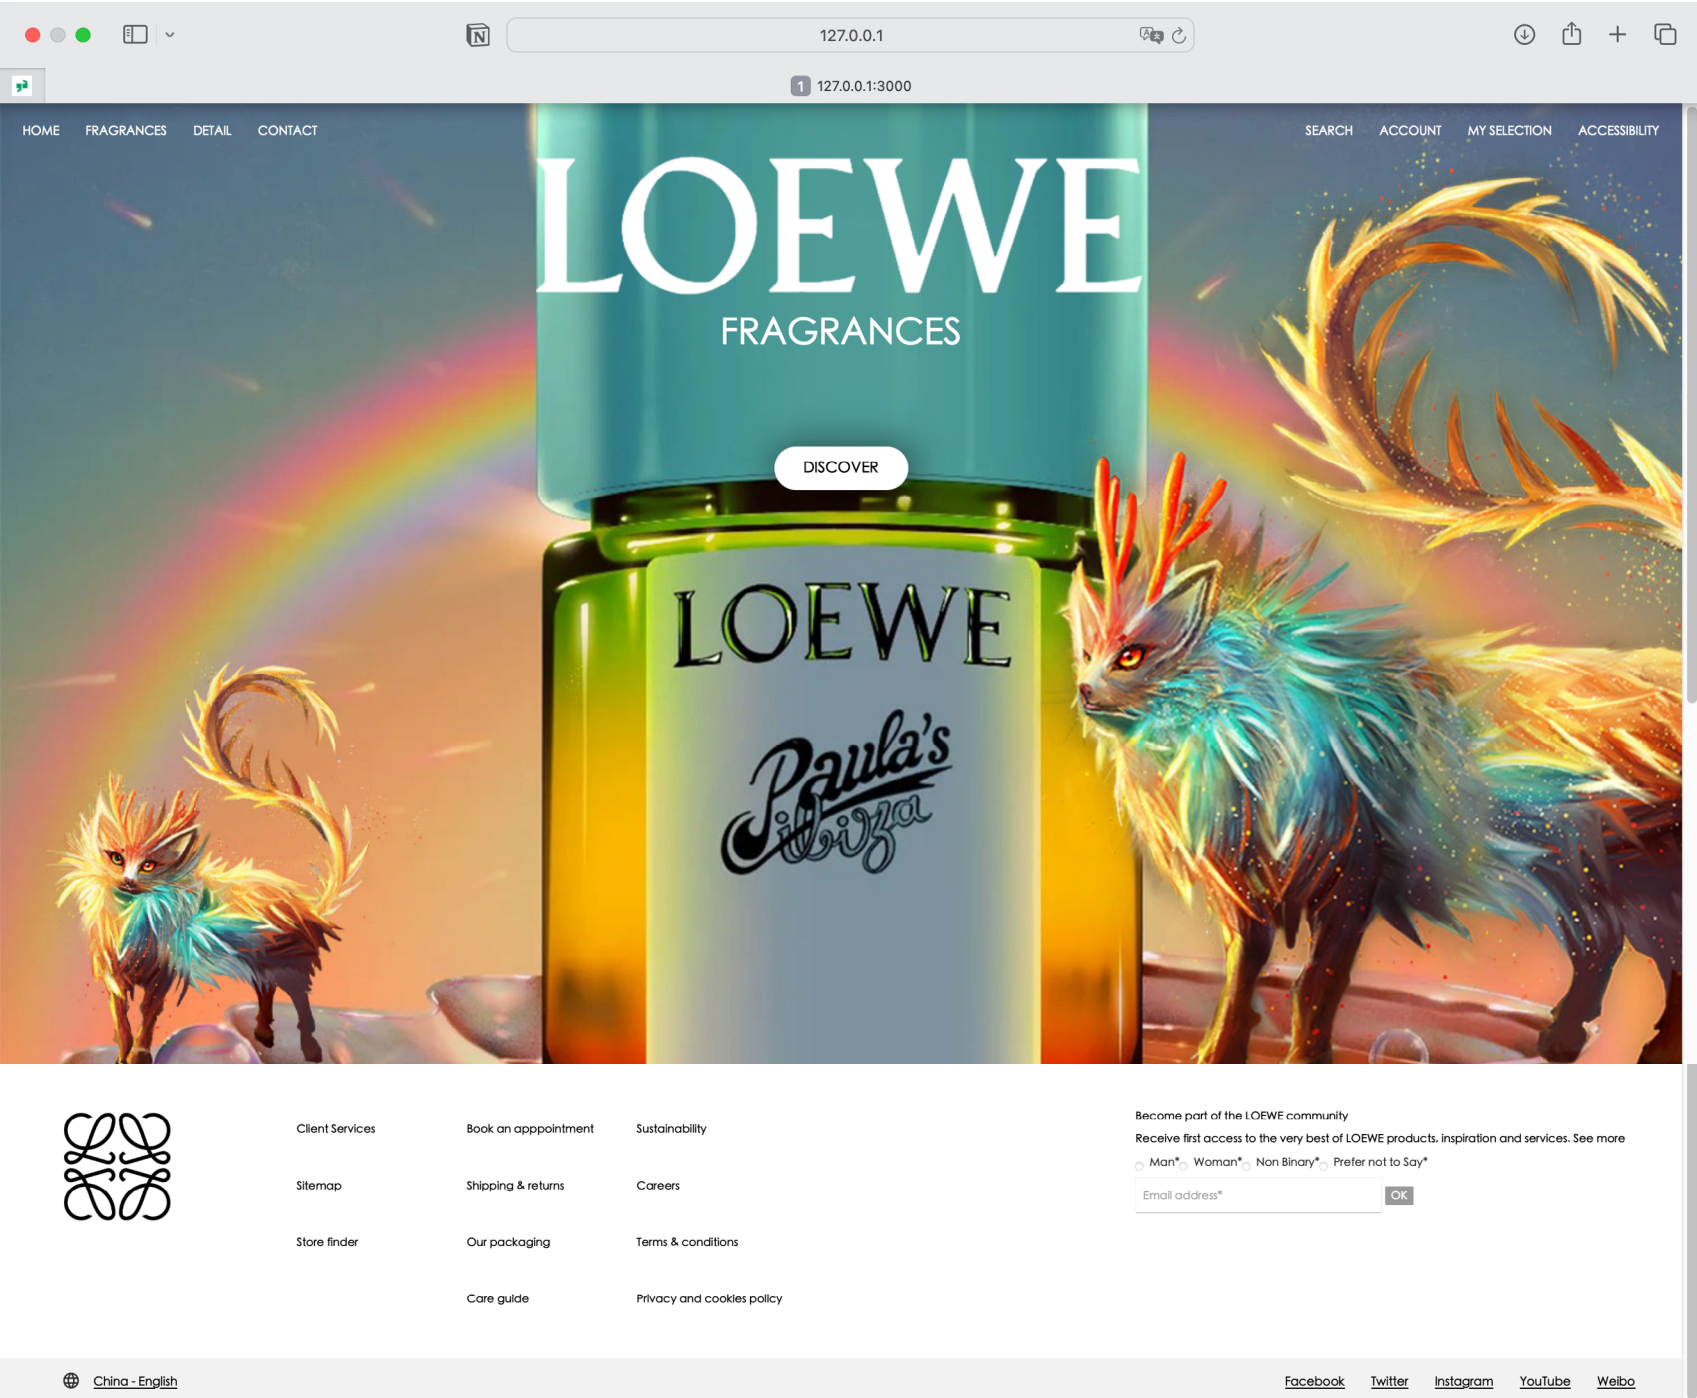 127.0.0.1
1 127.0.0.1:3000
HOME FRAGRANCES DETAIL CONTACT SEARCH ACCOUNT MY SELECTION ACCESSIBILITY
LOEWE
FRAGRANCES
DISCOVER
LOEWE
Paula's
ibiza
Client Services
Sitemap
Store finder
Book an apppointment
Shipping & returns
Our packaging
Care guide
Sustainability
Careers
Terms & conditions
Privacy and cookies policy
Become part of the LOEWE community
Receive first access to the very best of LOEWE products, inspiration and services. See more
Man* Woman* Non Binary* Prefer not to Say*
Email address* OK
China - English Facebook Twitter Instagram YouTube Weibo